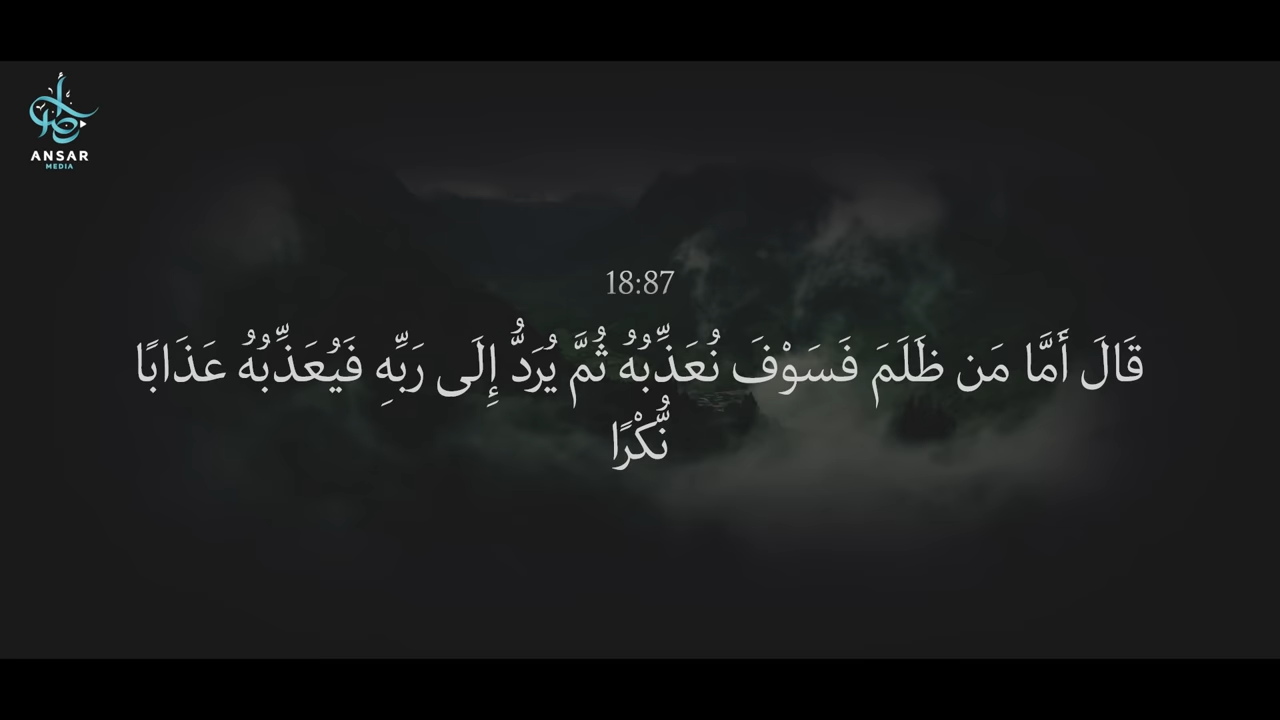 ANSAR
MEDIA
18:87
قَالَ أَمَّا مَن ظَلَمَ فَسَوْفَ نُعَذِّبُهُ ثُمَّ يُرَدُّ إِلَى رَبِّهِ فَيُعَذِّبُهُ عَذَابًا
نُّكْرًا